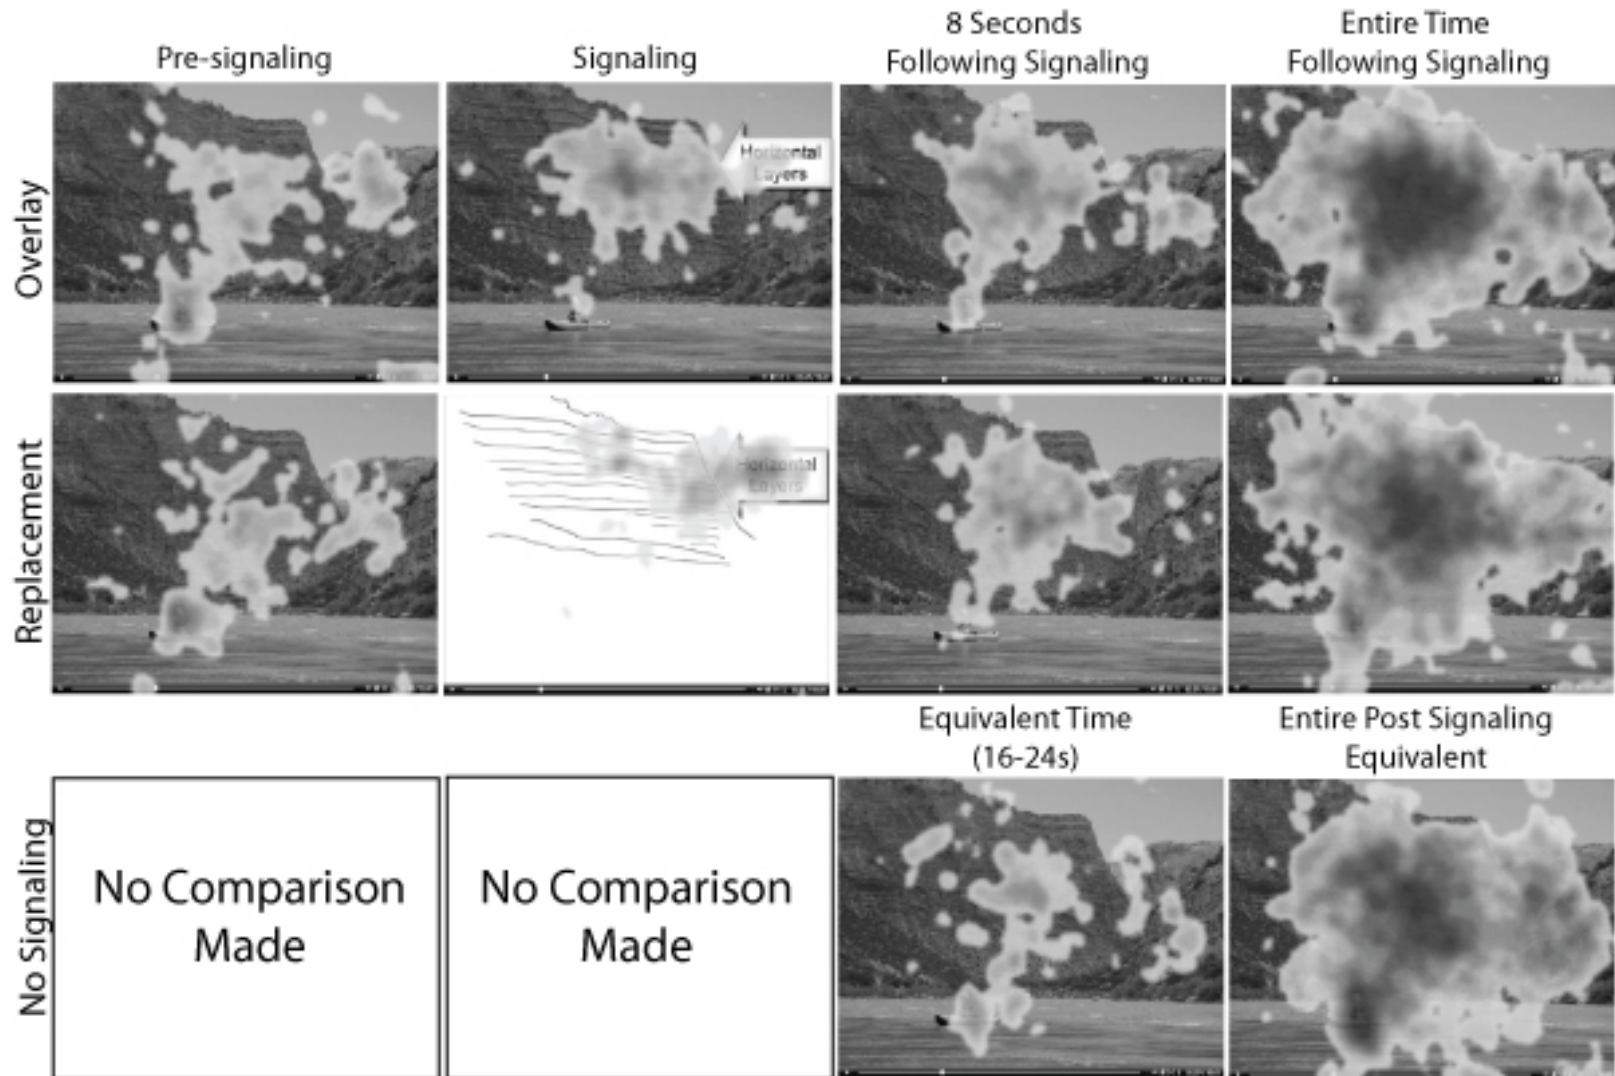 8 Seconds
Following Signaling
Entire Time
Following Signaling
Pre-signaling
Signaling
Overlay
Horizontal
Layers
Replacement
Horizontal
Layers
Equivalent Time
(16-24s)
Entire Post Signaling
Equivalent
No Signaling
No Comparison
Made
No Comparison
Made